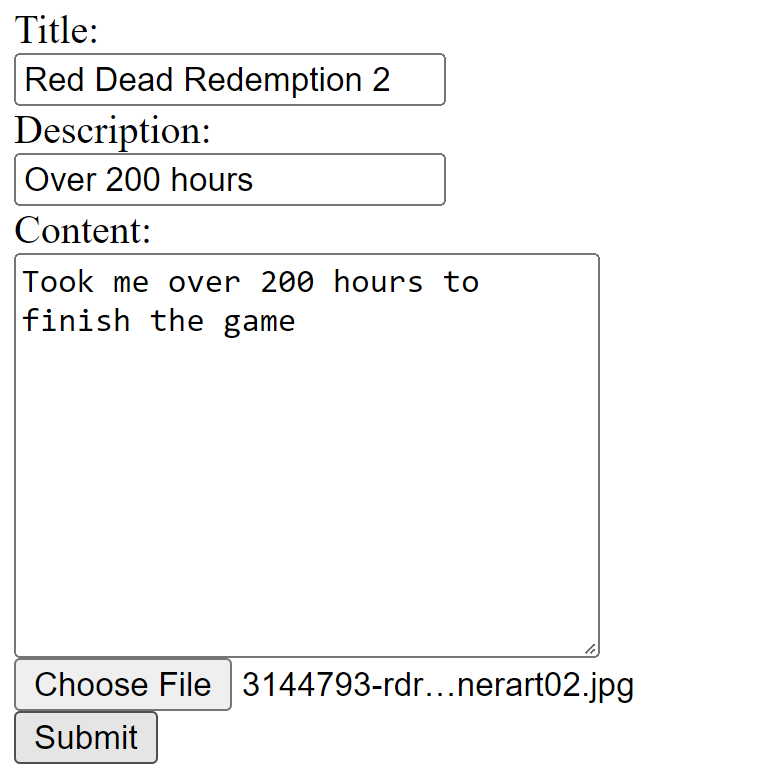 Title:
Red Dead Redemption 2
Description:
Over 200 hours
Content:
Took me over 200 hours to
finish the game
Choose File 3144793-rdr…nerart02.jpg
Submit